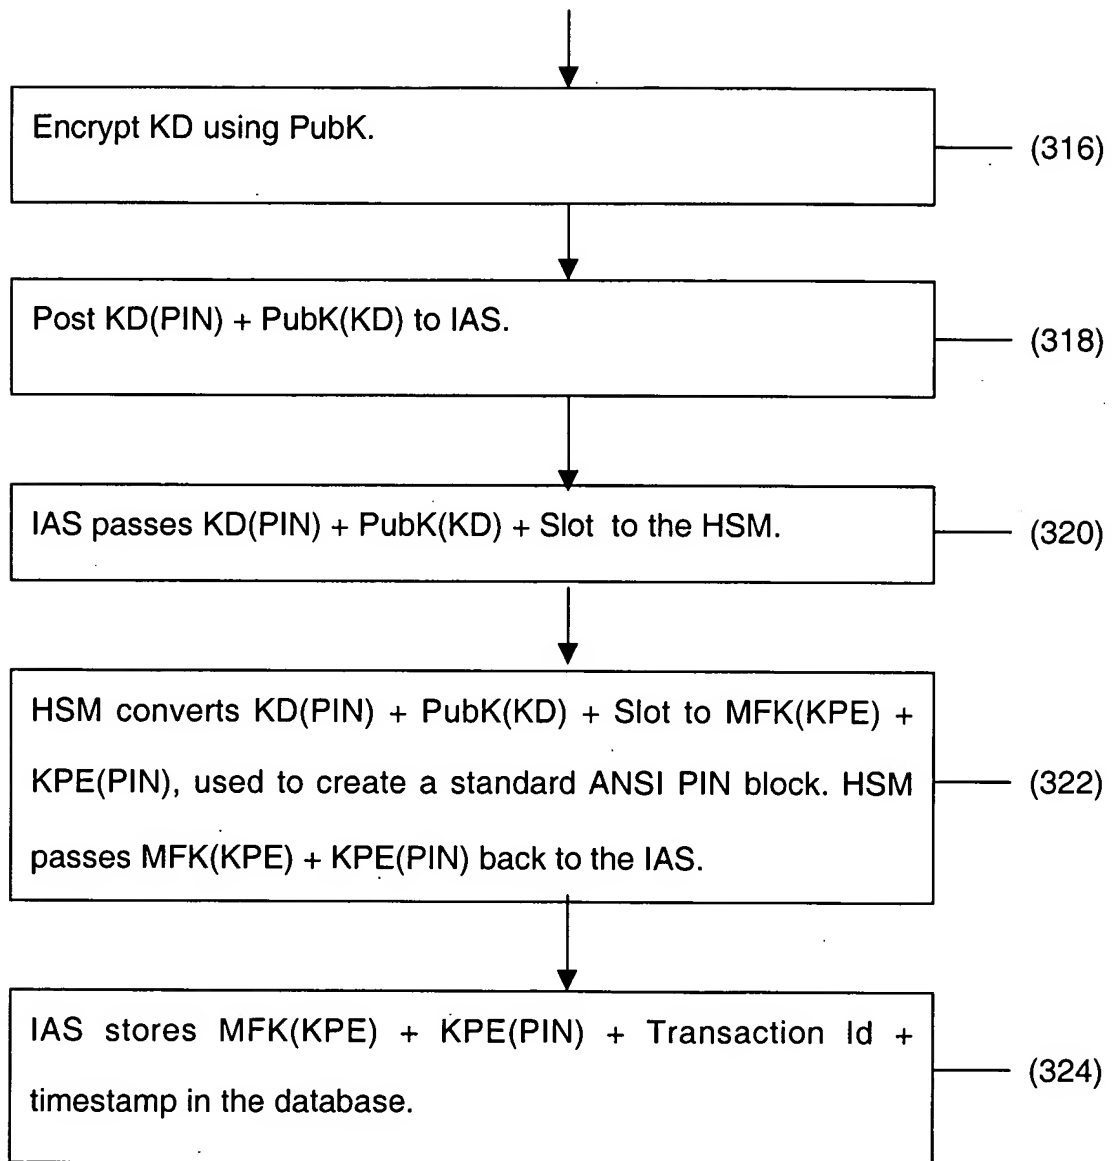 Encrypt KD using PubK.
(316)
Post KD(PIN) + PubK(KD) to IAS.
(318)
IAS passes KD(PIN) + PubK(KD) + Slot to the HSM.
(320)
HSM converts KD(PIN) + PubK(KD) + Slot to MFK(KPE) +
KPE(PIN), used to create a standard ANSI PIN block. HSM
passes MFK(KPE) + KPE(PIN) back to the IAS.
(322)
IAS stores MFK(KPE) + KPE(PIN) + Transaction Id +
timestamp in the database.
(324)